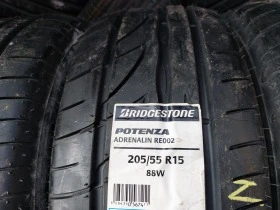 BRIDGESTONE
POTENZA
ADRENALIN RE002
205/55 R15
88W